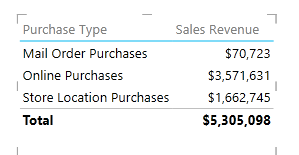 Purchase Type Sales Revenue
Mail Order Purchases $70,723
Online Purchases $3,571,631
Store Location Purchases $1,662,745
Total $5,305,098